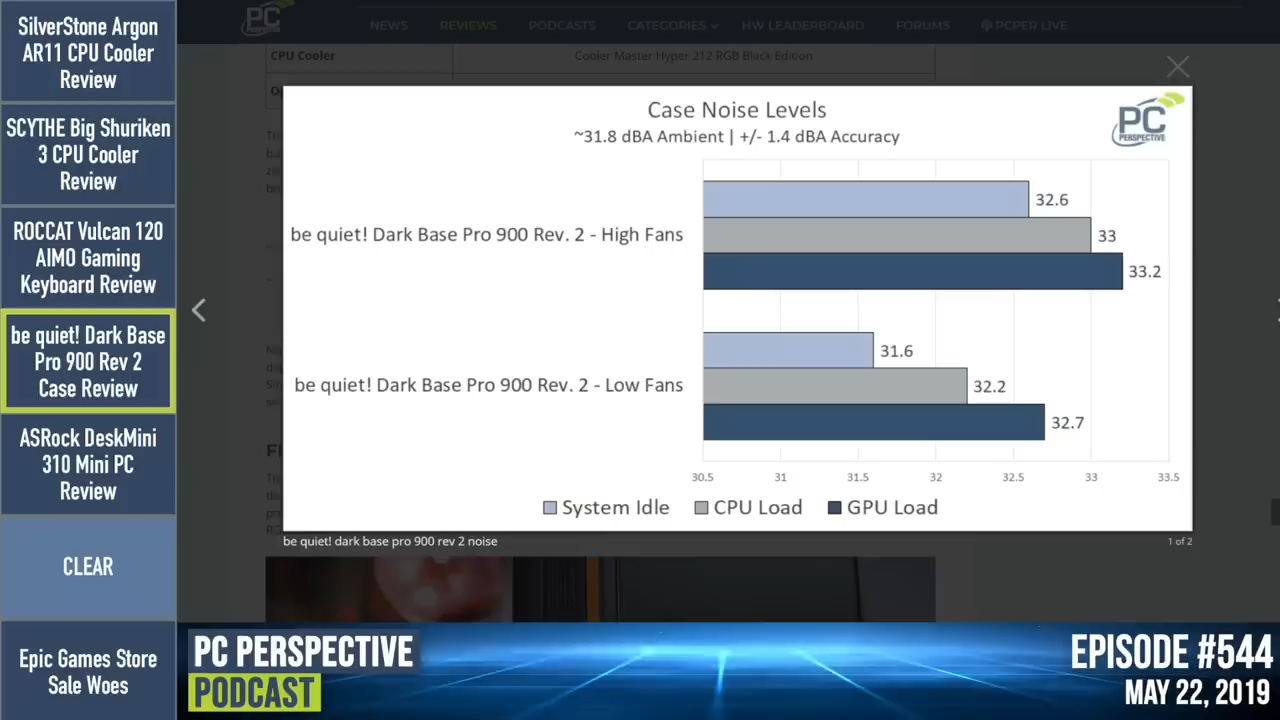 SilverStone Argon
AR11 CPU Cooler
Review
SCYTHE Big Shuriken
3 CPU Cooler
Review
ROCCAT Vulcan 120
AIMO Gaming
Keyboard Review
be quiet! Dark Base
Pro 900 Rev 2
Case Review
ASRock DeskMini
310 Mini PC
Review
CLEAR
Epic Games Store
Sale Woes
PC
PERSPECTIVE
NEWS REVIEWS PODCASTS CATEGORIES HW LEADERBOARD FORUMS PCPER LIVE
CPU Cooler Cooler Master Hyper 212 RGB Black Edition
Case Noise Levels
~31.8 dBA Ambient | +/- 1.4 dBA Accuracy
PC
PERSPECTIVE
32.6
be quiet! Dark Base Pro 900 Rev. 2 - High Fans 33
33.2
31.6
be quiet! Dark Base Pro 900 Rev. 2 - Low Fans 32.2
32.7
30.5 31 31.5 32 32.5 33 33.5
System Idle CPU Load GPU Load
be quiet! dark base pro 900 rev 2 noise 1 of 2
PC PERSPECTIVE
PODCAST
EPISODE #544
MAY 22, 2019